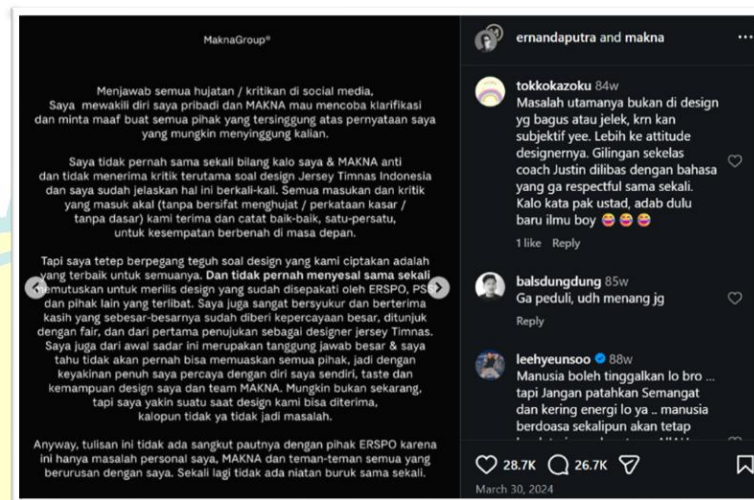 MaknaGroup®
Menjawab semua hujatan / kritikan di social media,
Saya mewakili diri saya pribadi dan MAKNA mau mencoba klarifikasi
dan minta maaf buat semua pihak yang tersinggung atas pernyataan saya
yang mungkin menyinggung kalian.
Saya tidak pernah sama sekali bilang kalo saya & MAKNA anti
dan tidak menerima kritik terutama soal design Jersey Timnas Indonesia
dan saya sudah jelaskan hal ini berkali-kali. Semua masukan dan kritik
yang masuk akal (tanpa bersifat menghujat / perkataan kasar /
tanpa dasar) kami terima dan catat baik-baik, satu-persatu,
untuk kesempatan berbenah di masa depan.
Tapi saya tetep berpegang teguh soal design yang kami ciptakan adalah
yang terbaik untuk semuanya. Dan tidak pernah menyesal sama sekali
memutuskan untuk merilis design yang sudah disepakati oleh ERSPO,
dan pihak lain yang terlibat. Saya juga sangat bersyukur dan berterima
kasih yang sebesar-besarnya sudah diberi kepercayaan besar, ditunjuk
dengan fair, dan dari pertama penujukan sebagai designer jersey Timnas.
Saya juga dari awal sadar ini merupakan tanggung jawab besar & saya
tahu tidak akan pernah bisa memuaskan semua pihak, jadi dengan
keyakinan penuh saya percaya dengan diri saya sendiri, taste dan
kemampuan design saya dan team MAKNA. Mungkin bukan sekarang,
tapi saya yakin suatu saat design kami bisa diterima,
kalopun tidak ya tidak jadi masalah.
Anyway, tulisan ini tidak ada sangkut pautnya dengan pihak ERSPO karena
ini hanya masalah personal saya, MAKNA dan teman-teman semua yang
berurusan dengan saya. Sekali lagi tidak ada niatan buruk sama sekali.
ernandaputra and makna
tokkokazoku 84w
Masalah utamanya bukan di design
yg bagus atau jelek, krn kan
subjektif yee. Lebih ke attitude
designernya. Gilingan sekelas
coach Justin dilibas dengan bahasa
yang ga respectful sama sekali.
Kalo kata pak ustad, adab dulu
baru ilmu boy 😂😂😂
1 like Reply
balsdungdung 85w
Ga peduli, udh menang jg
Reply
leehyeunsoo 88w
Manusia boleh tinggalkan lo bro ...
tapi Jangan patahkan Semangat
dan kering energi lo ya .. manusia
berdoasa sekalipun akan tetap
28.7K 26.7K
March 30, 2024